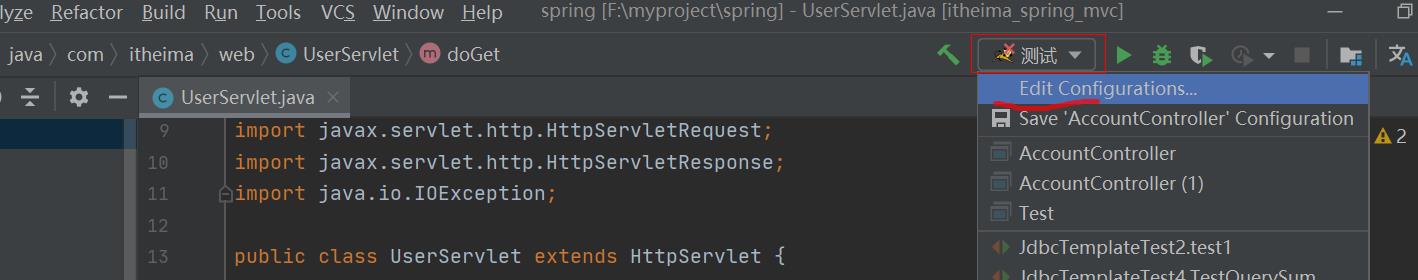 lyze Refactor Build Run Tools VCS Window Help spring [F:\myproject\spring] - UserServlet.java [itheima_spring_mvc]
java com itheima web UserServlet doGet 测试
UserServlet.java
Edit Configurations...
Save 'AccountController' Configuration
AccountController
AccountController (1)
Test
JdbcTemplateTest2.test1
JdbcTemplateTest4.TestQuerySum
9 import javax.servlet.http.HttpServletRequest;
10 import javax.servlet.http.HttpServletResponse;
11 import java.io.IOException;
12
13 public class UserServlet extends HttpServlet {
2